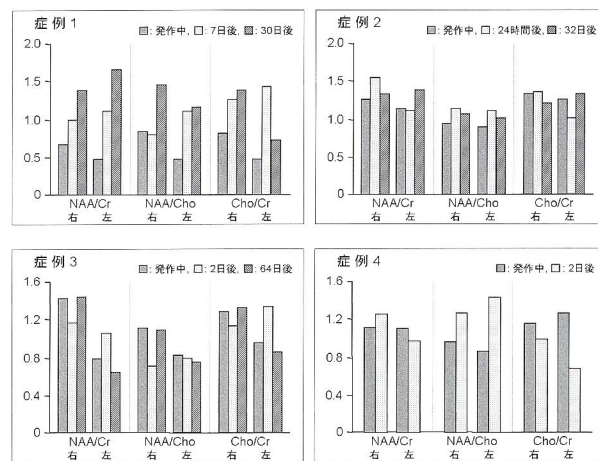 症例1
■: 発作中, □: 7日後, ▨: 30日後
2.0
1.5
1.0
0.5
0
NAA/Cr NAA/Cho Cho/Cr
右 左 右 左 右 左
症例2
■: 発作中, □: 24時間後, ▨: 32日後
2.0
1.5
1.0
0.5
0
NAA/Cr NAA/Cho Cho/Cr
右 左 右 左 右 左
症例3
■: 発作中, □: 2日後, ▨: 64日後
1.6
1.2
0.8
0.4
0
NAA/Cr NAA/Cho Cho/Cr
右 左 右 左 右 左
症例4
■: 発作中, □: 2日後
1.6
1.2
0.8
0.4
0
NAA/Cr NAA/Cho Cho/Cr
右 左 右 左 右 左